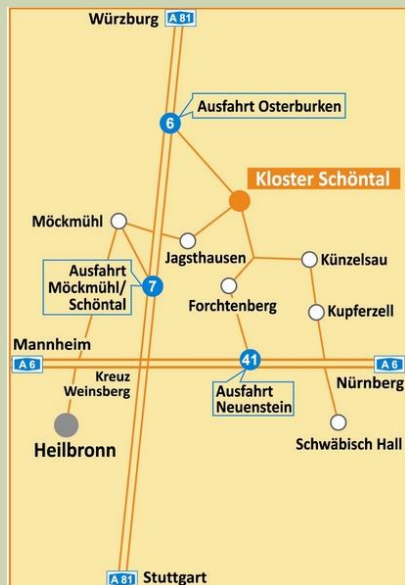 Würzburg
A 81
6
Ausfahrt Osterburken
Kloster Schöntal
Möckmühl
Jagsthausen
Künzelsau
Ausfahrt
Möckmühl/
Schöntal
7
Forchtenberg
Kupferzell
Mannheim
A 6
41
A 6
Kreuz
Weinsberg
Nürnberg
Ausfahrt
Neuenstein
Heilbronn
Schwäbisch Hall
A 81
Stuttgart